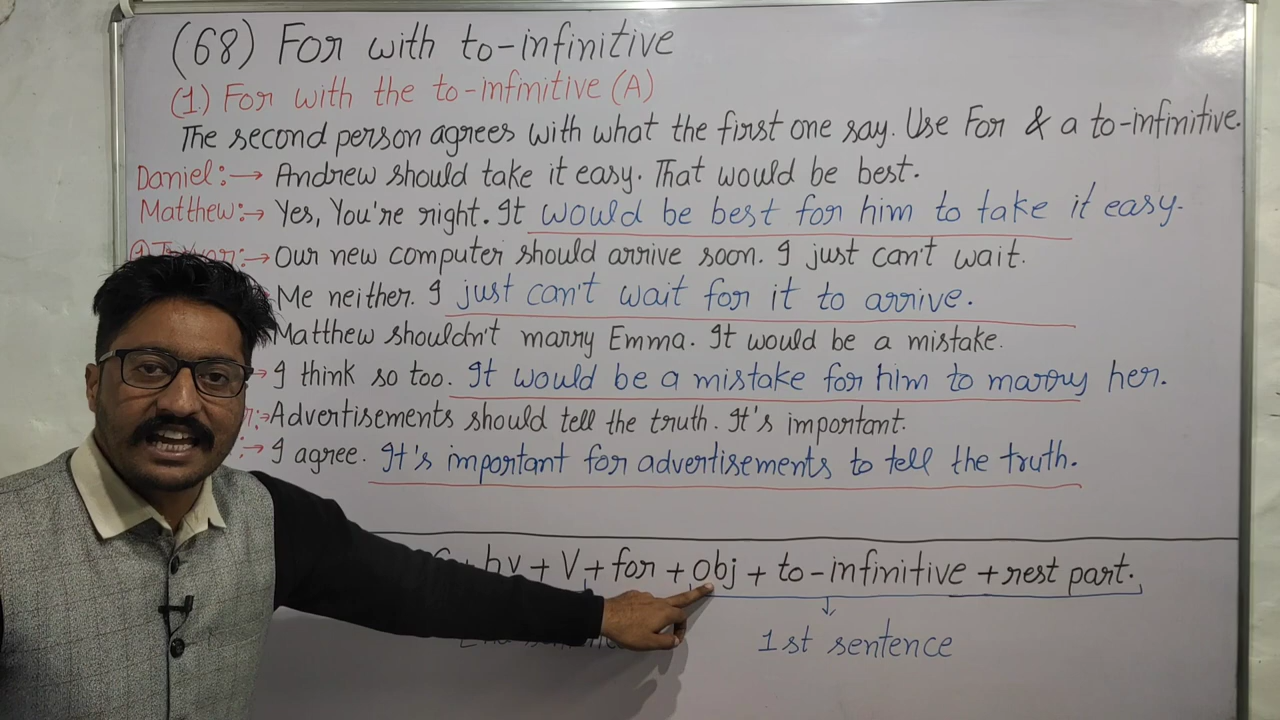 (68) For with to-infinitive
(1) For with the to-infinitive (A)
The second person agrees with what the first one say. Use For & a to-infinitive.
Daniel:→ Andrew should take it easy. That would be best.
Matthew:→ Yes, You're right. It would be best for him to take it easy.
:→ Our new computer should arrive soon. I just can't wait.
Me neither. I just can't wait for it to arrive.
Matthew shouldn't marry Emma. It would be a mistake.
→ I think so too. It would be a mistake for him to marry her.
:→ Advertisements should tell the truth. It's important.
:→ I agree. It's important for advertisements to tell the truth.
+ hv + V + for + obj + to-infinitive + rest part.
1st sentence